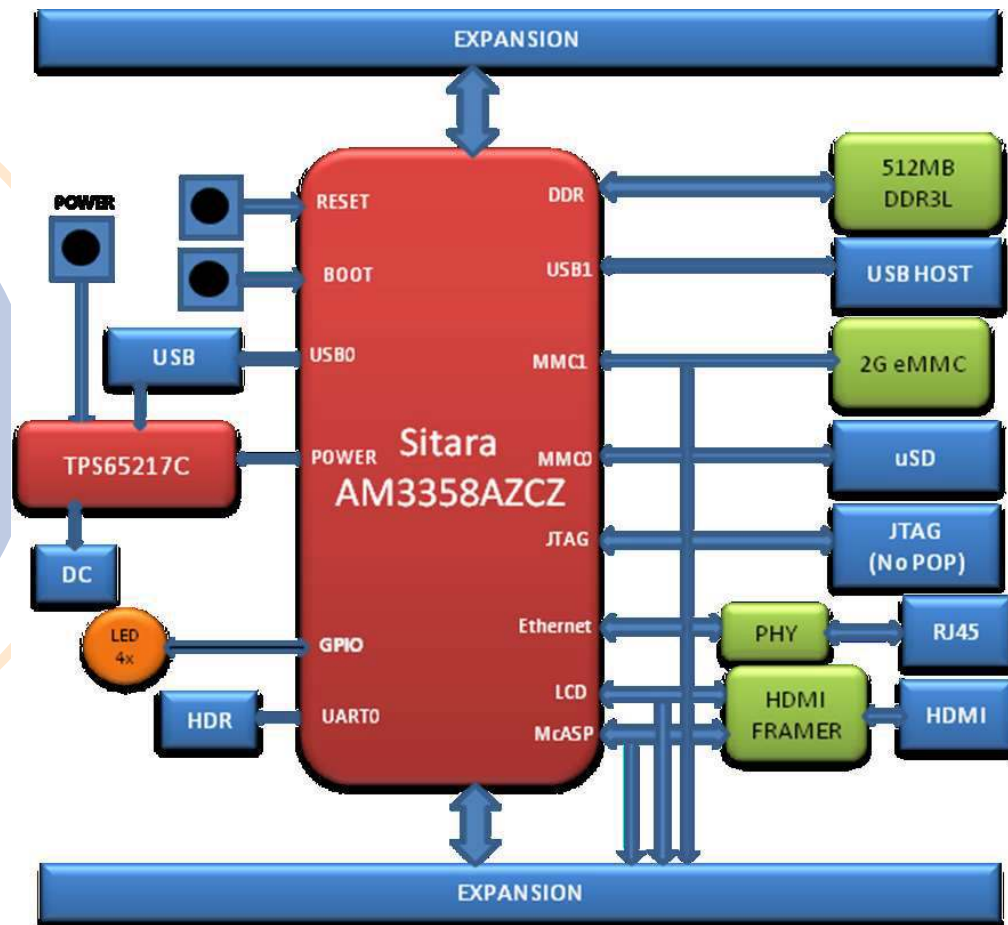 EXPANSION
POWER
RESET
BOOT
USB
USB0
TPS65217C
POWER
DC
LED
4x
GPIO
HDR
UART0
Sitara
AM3358AZCZ
DDR
512MB
DDR3L
USB1
USB HOST
MMC1
2G eMMC
MMC0
uSD
JTAG
JTAG
(No POP)
Ethernet
PHY
RJ45
LCD
McASP
HDMI
FRAMER
HDMI
EXPANSION